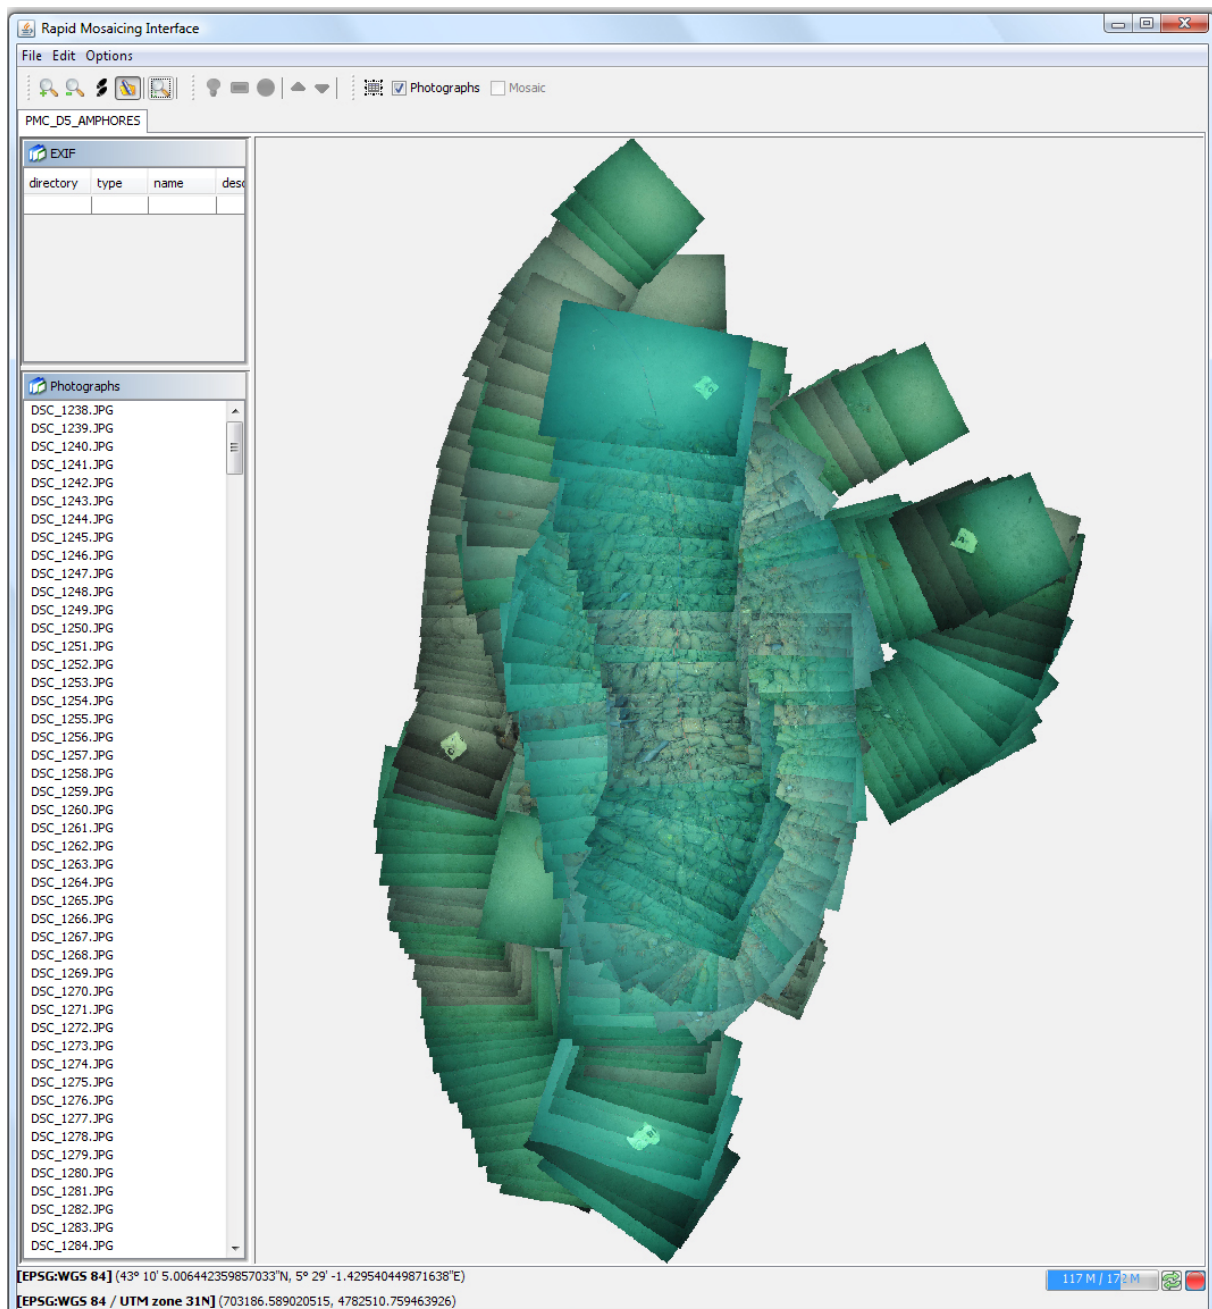 Rapid Mosaicing Interface
File Edit Options
Photographs Mosaic
PMC_D5_AMPHORES
EXIF
directory type name desc
Photographs
DSC_1238.JPG
DSC_1239.JPG
DSC_1240.JPG
DSC_1241.JPG
DSC_1242.JPG
DSC_1243.JPG
DSC_1244.JPG
DSC_1245.JPG
DSC_1246.JPG
DSC_1247.JPG
DSC_1248.JPG
DSC_1249.JPG
DSC_1250.JPG
DSC_1251.JPG
DSC_1252.JPG
DSC_1253.JPG
DSC_1254.JPG
DSC_1255.JPG
DSC_1256.JPG
DSC_1257.JPG
DSC_1258.JPG
DSC_1259.JPG
DSC_1260.JPG
DSC_1261.JPG
DSC_1262.JPG
DSC_1263.JPG
DSC_1264.JPG
DSC_1265.JPG
DSC_1266.JPG
DSC_1267.JPG
DSC_1268.JPG
DSC_1269.JPG
DSC_1270.JPG
DSC_1271.JPG
DSC_1272.JPG
DSC_1273.JPG
DSC_1274.JPG
DSC_1275.JPG
DSC_1276.JPG
DSC_1277.JPG
DSC_1278.JPG
DSC_1279.JPG
DSC_1280.JPG
DSC_1281.JPG
DSC_1282.JPG
DSC_1283.JPG
DSC_1284.JPG
[EPSG:WGS 84] (43° 10' 5.006442359857033"N, 5° 29' -1.429540449871638"E)
117 M / 172 M
[EPSG:WGS 84 / UTM zone 31N] (703186.589020515, 4782510.759463926)